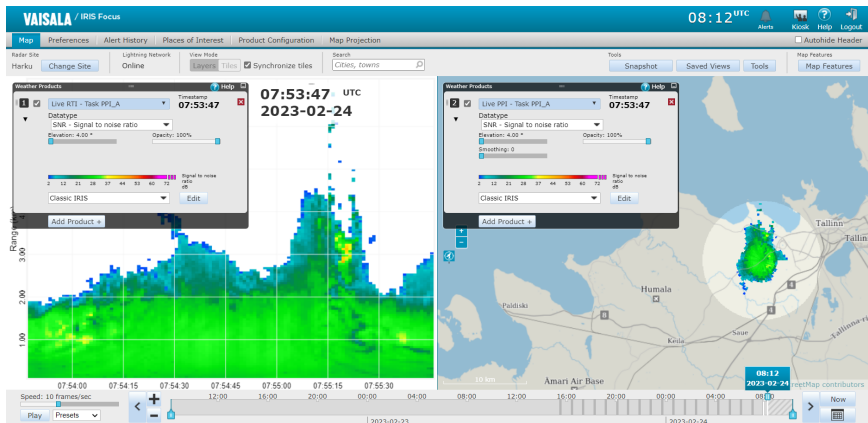 VAISALA / IRIS Focus
08:12 UTC
Alerts
Kiosk
Help
Logout
Map
Preferences
Alert History
Places of Interest
Product Configuration
Map Projection
Autohide Header
Radar Site
Harku
Change Site
Lightning Network
Online
View Mode
Layers Tiles
Synchronize tiles
Search
Cities, towns
Tools
Snapshot
Saved Views
Tools
Map Features
Map Features
Weather Products
Help
1
Live RTI - Task PPI_A
Timestamp
07:53:47
Datatype
SNR - Signal to noise ratio
Elevation: 4.00 °
Opacity: 100%
2 12 21 28 37 44 53 60 72
Signal to noise
ratio
dB
Classic IRIS
Edit
Add Product +
07:53:47 UTC
2023-02-24
3.00
2.00
1.00
07:54:00 07:54:15 07:54:30 07:54:45 07:55:00 07:55:15 07:55:30
Weather Products
Help
2
Live PPI - Task PPI_A
Timestamp
07:53:47
Datatype
SNR - Signal to noise ratio
Elevation: 4.00 °
Opacity: 100%
Smoothing: 0
2 12 21 28 37 44 53 60 72
Signal to noise
ratio
dB
Classic IRIS
Edit
Add Product +
+
−
Tallinn
Tallin
Humala
Paldiski
8
4
4
Saue
Keila
Tallinna-ri
10 km
Ämari Air Base
08:12
2023-02-24
reetMap contributors
Speed: 10 frames/sec
Play
Presets
12:00 16:00 20:00 00:00 04:00 08:00 12:00 16:00 20:00 00:00 04:00
2023-02-23
2023-02-24
Now